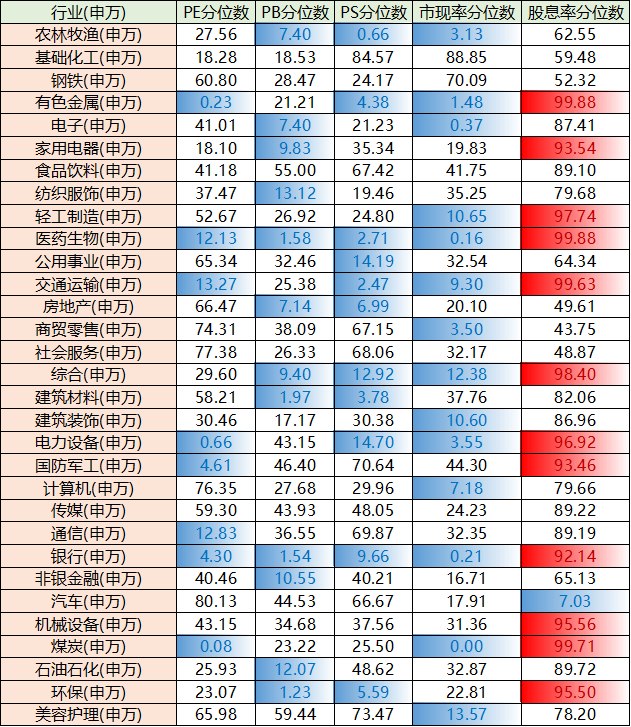 行业(申万) PE分位数 PB分位数 PS分位数 市现率分位数 股息率分位数
农林牧渔(申万) 27.56 7.40 0.66 3.13 62.55
基础化工(申万) 18.28 18.53 84.57 88.85 59.48
钢铁(申万) 60.80 28.47 24.17 70.09 52.32
有色金属(申万) 0.23 21.21 4.38 1.48 99.88
电子(申万) 41.01 7.40 21.23 0.37 87.41
家用电器(申万) 18.10 9.83 35.34 19.83 93.54
食品饮料(申万) 41.18 55.00 67.42 41.75 89.10
纺织服饰(申万) 37.47 13.12 19.46 35.25 79.68
轻工制造(申万) 52.67 26.92 24.80 10.65 97.74
医药生物(申万) 12.13 1.58 2.71 0.16 99.88
公用事业(申万) 65.34 32.46 14.19 32.54 64.34
交通运输(申万) 13.27 25.38 2.47 9.30 99.63
房地产(申万) 66.47 7.14 6.99 20.10 49.61
商贸零售(申万) 74.31 38.09 67.15 3.50 43.75
社会服务(申万) 77.38 26.33 68.06 32.17 48.87
综合(申万) 29.60 9.40 12.92 12.38 98.40
建筑材料(申万) 58.21 1.97 3.78 37.76 82.06
建筑装饰(申万) 30.46 17.17 30.38 10.60 86.96
电力设备(申万) 0.66 43.15 14.70 3.55 96.92
国防军工(申万) 4.61 46.40 70.64 44.30 93.46
计算机(申万) 76.35 27.68 29.96 7.18 79.66
传媒(申万) 59.30 43.93 48.05 24.23 89.22
通信(申万) 12.83 36.55 69.87 32.35 89.19
银行(申万) 4.30 1.54 9.66 0.21 92.14
非银金融(申万) 40.46 10.55 40.21 16.71 65.13
汽车(申万) 80.13 44.53 66.67 17.91 7.03
机械设备(申万) 43.15 34.68 37.56 31.36 95.56
煤炭(申万) 0.08 23.22 25.50 0.00 99.71
石油石化(申万) 25.93 12.07 48.62 32.87 89.72
环保(申万) 23.07 1.23 5.59 22.81 95.50
美容护理(申万) 65.98 59.44 73.47 13.57 78.20